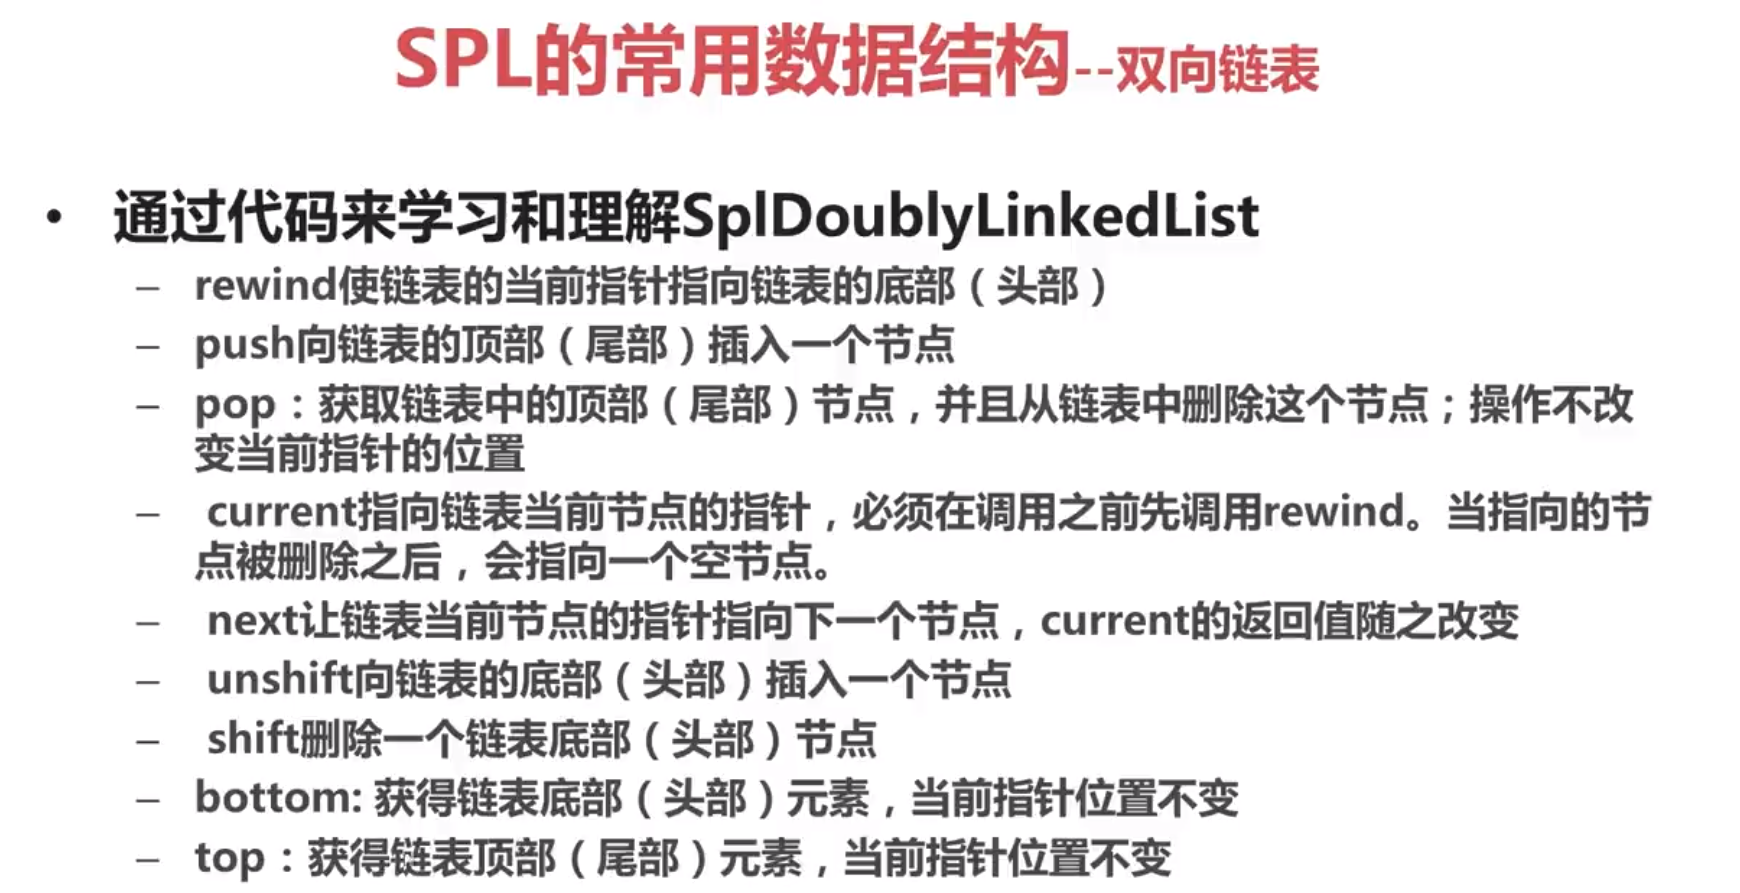 SPL的常用数据结构--双向链表
• 通过代码来学习和理解SplDoublyLinkedList
– rewind使链表的当前指针指向链表的底部（头部）
– push向链表的顶部（尾部）插入一个节点
– pop：获取链表中的顶部（尾部）节点，并且从链表中删除这个节点；操作不改
变当前指针的位置
– current指向链表当前节点的指针，必须在调用之前先调用rewind。当指向的节
点被删除之后，会指向一个空节点。
– next让链表当前节点的指针指向下一个节点，current的返回值随之改变
– unshift向链表的底部（头部）插入一个节点
– shift删除一个链表底部（头部）节点
– bottom: 获得链表底部（头部）元素，当前指针位置不变
– top：获得链表顶部（尾部）元素，当前指针位置不变